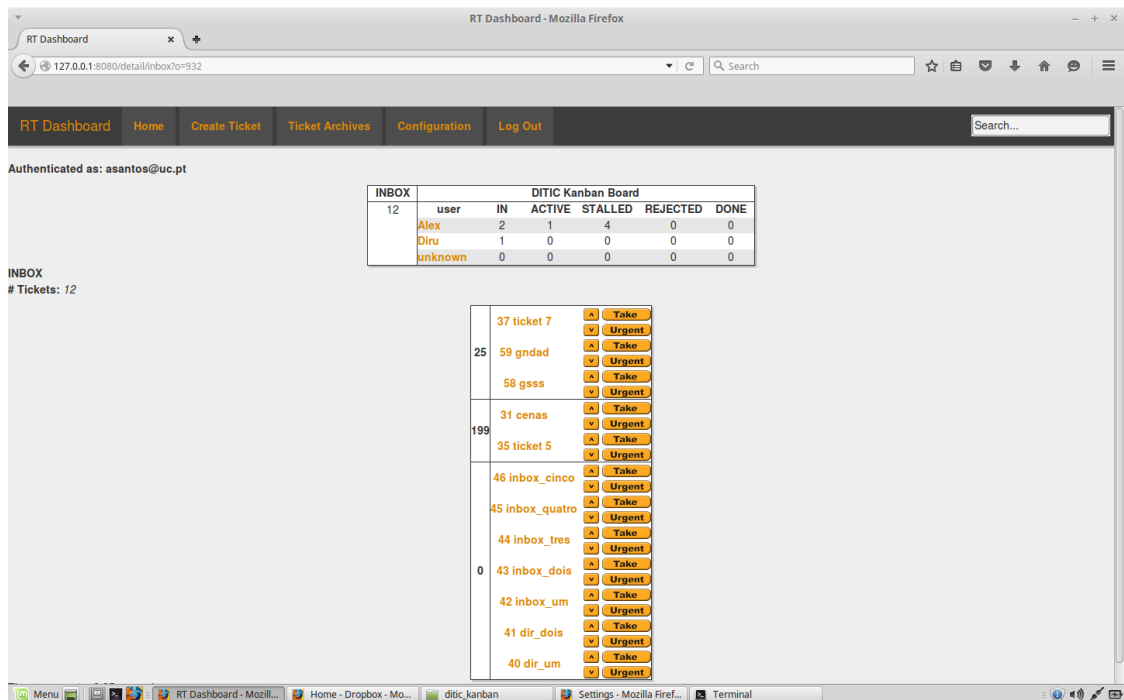 RT Dashboard - Mozilla Firefox
RT Dashboard
127.0.0.1:8080/detail/inbox?o=932
Search
RT Dashboard Home Create Ticket Ticket Archives Configuration Log Out Search...
Authenticated as: asantos@uc.pt
INBOX DITIC Kanban Board
12 user IN ACTIVE STALLED REJECTED DONE
Alex 2 1 4 0 0
Diru 1 0 0 0 0
unknown 0 0 0 0 0
INBOX
# Tickets: 12
37 ticket 7 ^ Take
v Urgent
25 59 gndad ^ Take
v Urgent
58 gsss ^ Take
v Urgent
199 31 cenas ^ Take
v Urgent
35 ticket 5 ^ Take
v Urgent
46 inbox_cinco ^ Take
v Urgent
45 inbox_quatro ^ Take
v Urgent
44 inbox_tres ^ Take
v Urgent
0 43 inbox_dois ^ Take
v Urgent
42 inbox_um ^ Take
v Urgent
41 dir_dois ^ Take
v Urgent
40 dir_um ^ Take
v Urgent
Menu RT Dashboard - Mozill... Home - Dropbox - Mo... ditic_kanban Settings - Mozilla Firef... Terminal